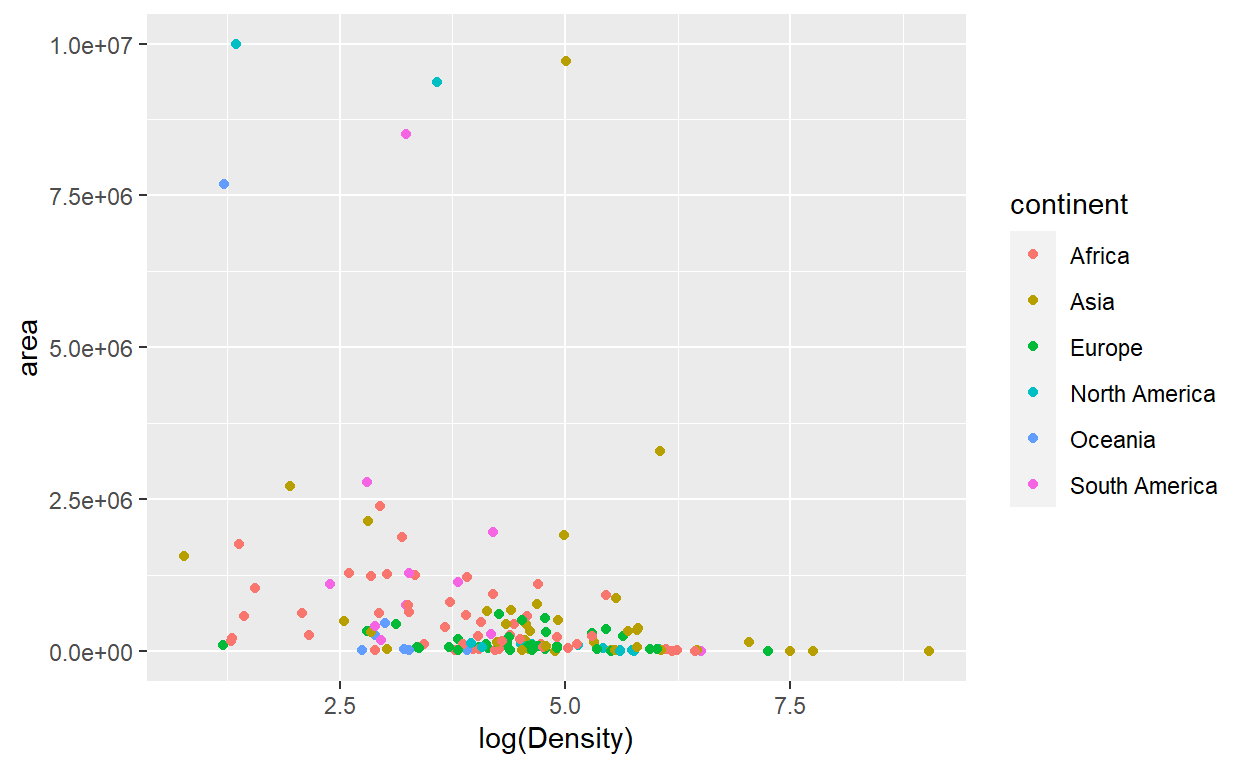 1.0e+07
7.5e+06
5.0e+06
2.5e+06
0.0e+00
area
2.5 5.0 7.5
log(Density)
continent
Africa
Asia
Europe
North America
Oceania
South America